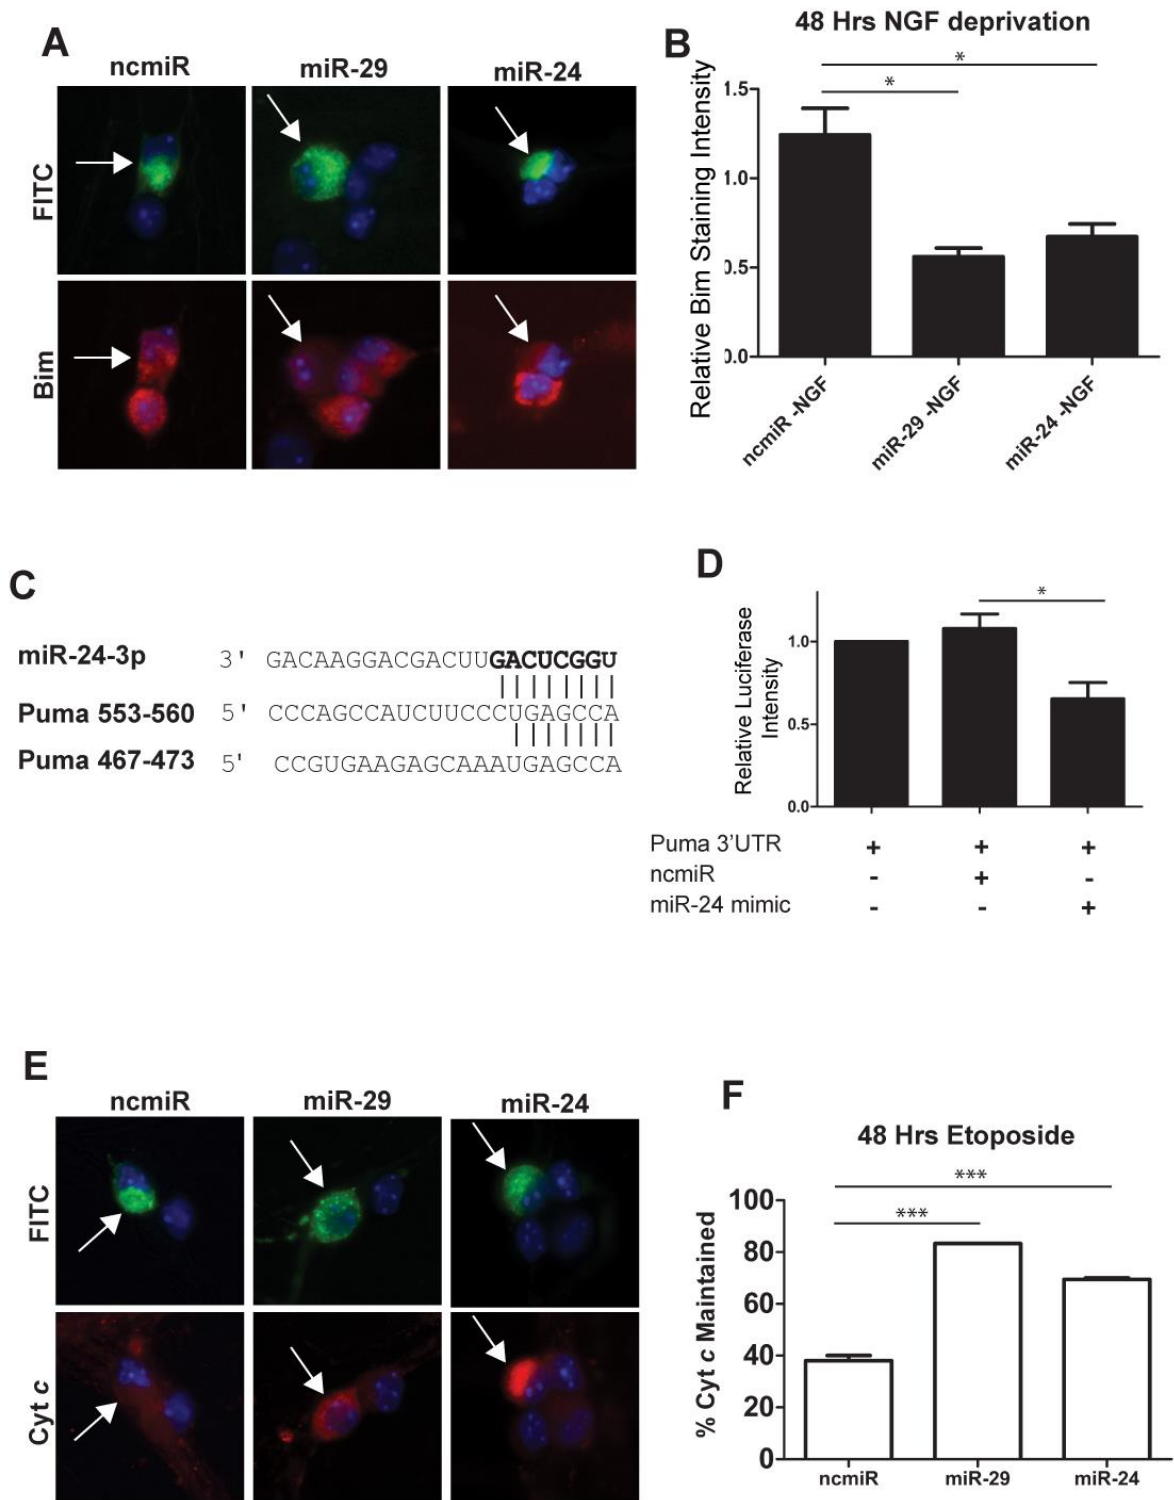 A
ncmiR
miR-29
miR-24
FITC
Bim
B
48 Hrs NGF deprivation
*
*
Relative Bim Staining Intensity
1.5
1.0
0.5
0.0
ncmiR -NGF
miR-29 -NGF
miR-24 -NGF
C
miR-24-3p 3' GACAAGGACGACUUGACUCGGU
Puma 553-560 5' CCCAGCCAUCUUCCCUGAGCCA
Puma 467-473 5' CCGUGAAGAGCAAAUGAGCCA
D
*
Relative Luciferase
Intensity
1.0
0.5
0.0
Puma 3'UTR + + +
ncmiR - + -
miR-24 mimic - - +
E
ncmiR
miR-29
miR-24
FITC
Cyt c
F
48 Hrs Etoposide
***
***
% Cyt c Maintained
100
80
60
40
20
0
ncmiR
miR-29
miR-24